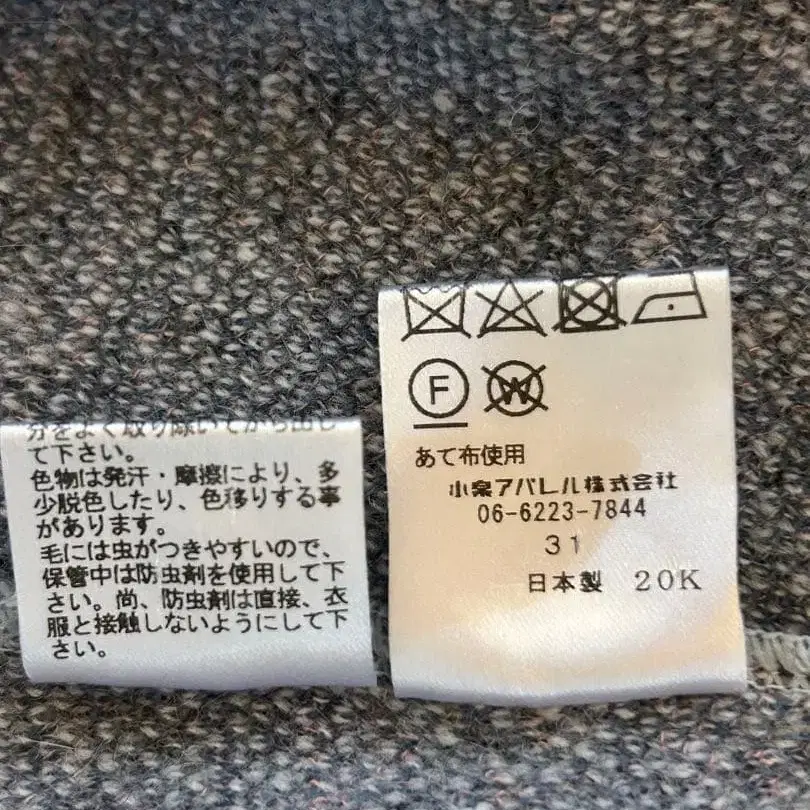 分をよく取り除いてから出し
て下さい。
色物は発汗・摩擦により、多
少脱色したり、色移りする事
があります。
毛には虫がつきやすいので、
保管中は防虫剤を使用して下
さい。尚、防虫剤は直接、衣
服と接触しないようにして下
さい。
F W
あて布使用
小泉アパレル株式会社
06-6223-7844
31
日本製 20K